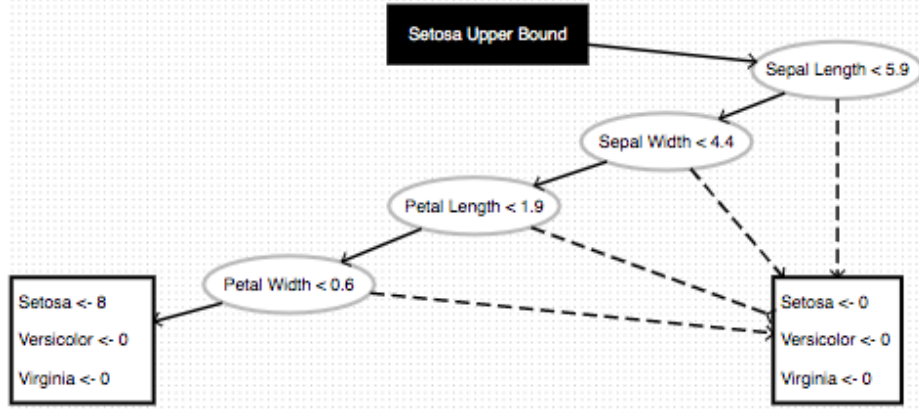 Setosa Upper Bound
Sepal Length < 5.9
Sepal Width < 4.4
Petal Length < 1.9
Petal Width < 0.6
Setosa <- 8
Versicolor <- 0
Virginia <- 0
Setosa <- 0
Versicolor <- 0
Virginia <- 0